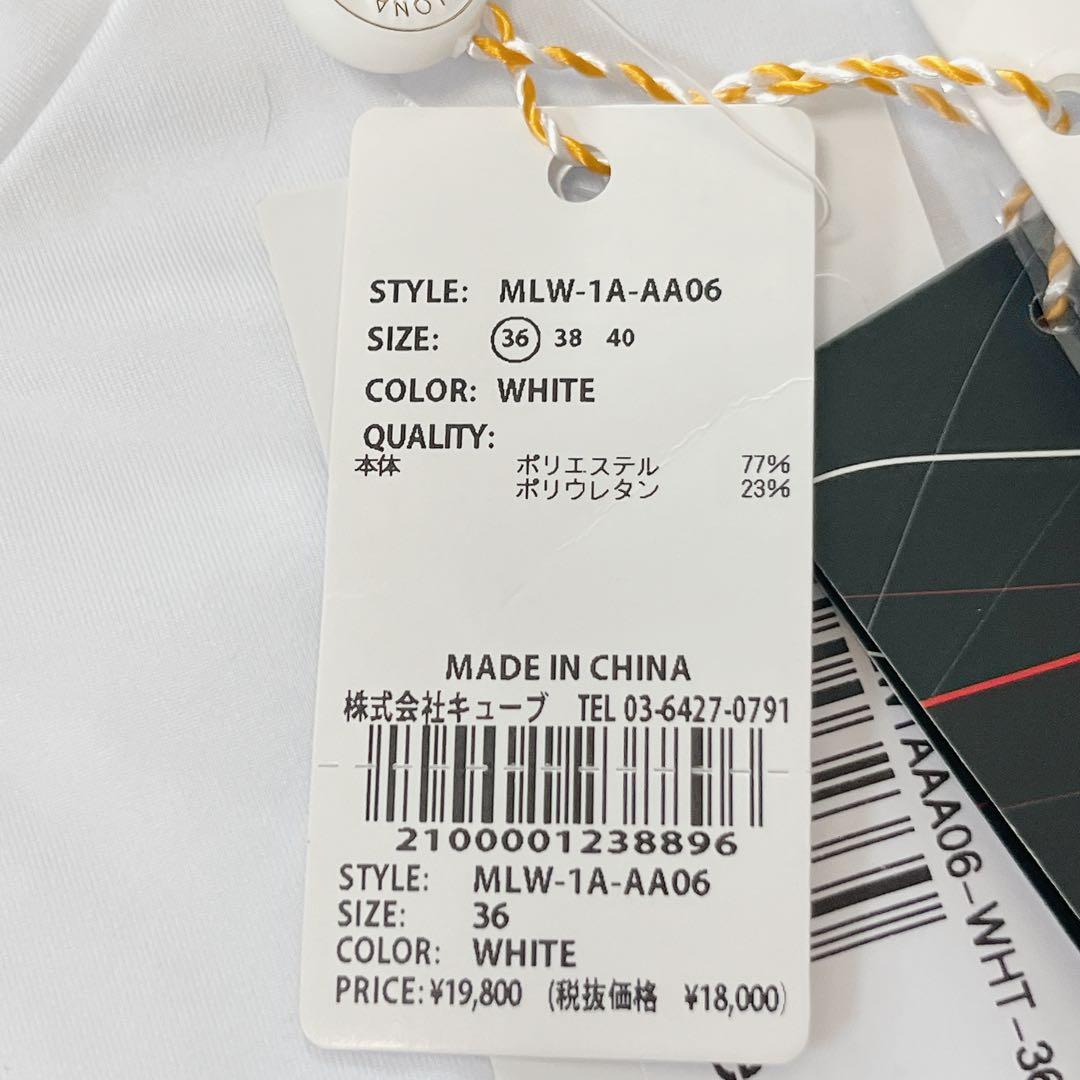 LONA
STYLE: MLW-1A-AA06
SIZE: 36 38 40
COLOR: WHITE
QUALITY:
本体 ポリエステル 77%
ポリウレタン 23%
MADE IN CHINA
株式会社キューブ TEL 03-6427-0791
2100001238896
STYLE: MLW-1A-AA06
SIZE: 36
COLOR: WHITE
PRICE: ¥19,800 (税抜価格 ¥18,000)
1AAA06-WHT-36